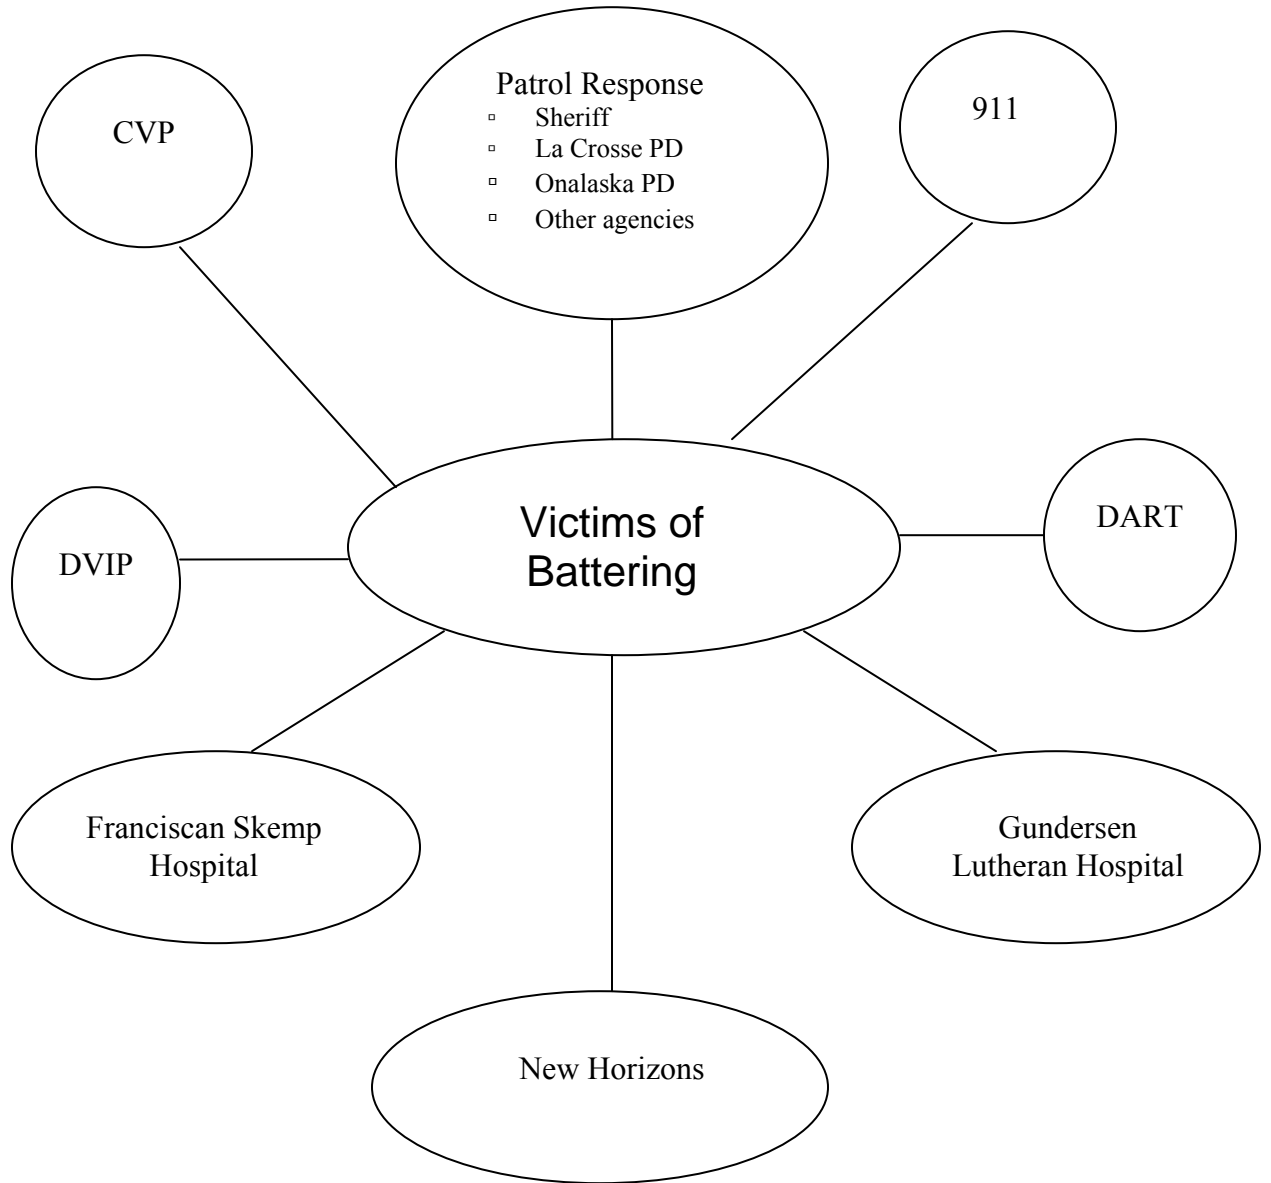 CVP
Patrol Response
▫ Sheriff
▫ La Crosse PD
▫ Onalaska PD
▫ Other agencies
911
Victims of
Battering
DVIP
DART
Franciscan Skemp
Hospital
Gundersen
Lutheran Hospital
New Horizons